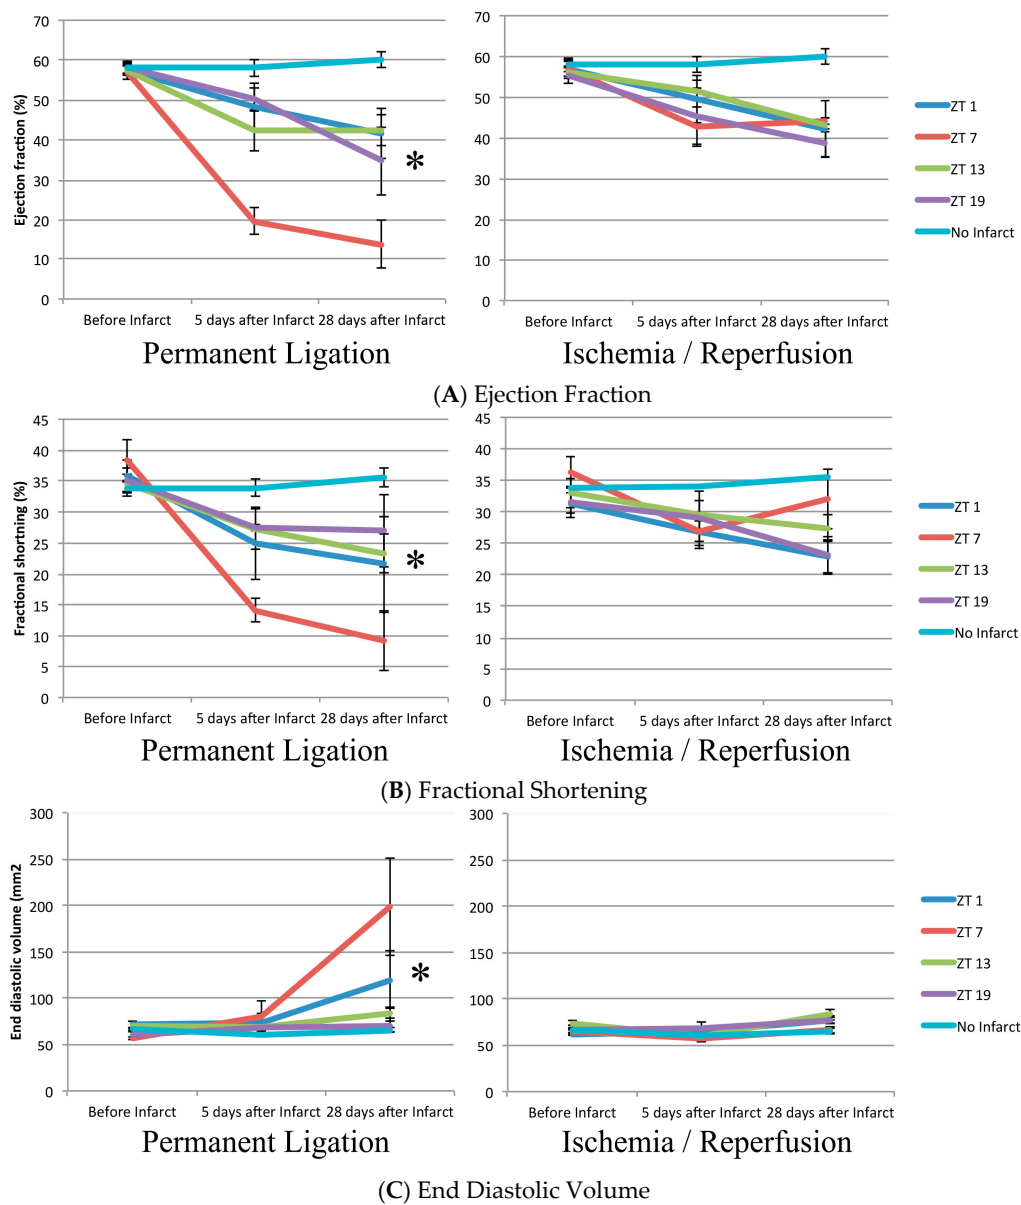 70
60
50
40
30
20
10
0
Ejection fraction (%)
*
Before Infarct 5 days after Infarct 28 days after Infarct
Permanent Ligation
70
60
50
40
30
20
10
0
Before Infarct 5 days after Infarct 28 days after Infarct
Ischemia / Reperfusion
ZT 1
ZT 7
ZT 13
ZT 19
No Infarct
(A) Ejection Fraction
45
40
35
30
25
20
15
10
5
0
Fractional shortning (%)
*
Before Infarct 5 days after Infarct 28 days after Infarct
Permanent Ligation
45
40
35
30
25
20
15
10
5
0
Before Infarct 5 days after Infarct 28 days after Infarct
Ischemia / Reperfusion
ZT 1
ZT 7
ZT 13
ZT 19
No Infarct
(B) Fractional Shortening
300
250
200
150
100
50
0
End diastolic volume (mm2
*
Before Infarct 5 days after Infarct 28 days after Infarct
Permanent Ligation
300
250
200
150
100
50
0
Before Infarct 5 days after Infarct 28 days after Infarct
Ischemia / Reperfusion
ZT 1
ZT 7
ZT 13
ZT 19
No Infarct
(C) End Diastolic Volume